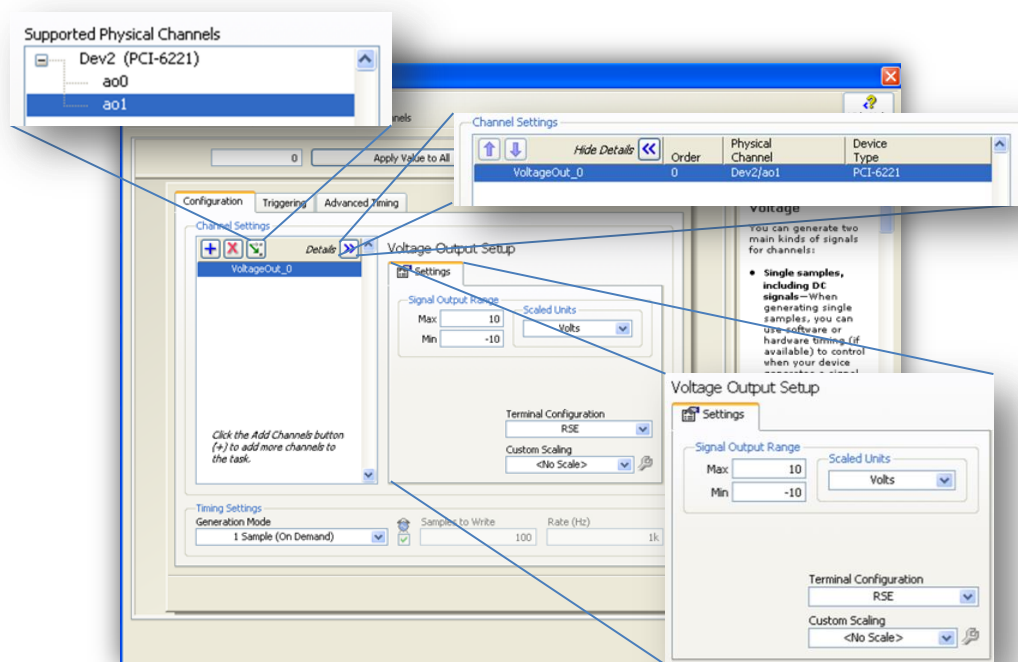 Supported Physical Channels
Dev2 (PCI-6221)
ao0
ao1
Channel Settings
Hide Details
Order
Physical Channel
Device Type
VoltageOut_0
0
Dev2/ao1
PCI-6221
0
Apply Value to All
Configuration
Triggering
Advanced Timing
Channel Settings
Details
VoltageOut_0
Click the Add Channels button
(+) to add more channels to
the task.
Voltage Output Setup
Settings
Signal Output Range
Max
10
Min
-10
Scaled Units
Volts
Terminal Configuration
RSE
Custom Scaling
<No Scale>
Timing Settings
Generation Mode
1 Sample (On Demand)
Samples to Write
100
Rate (Hz)
1k
Voltage
You can generate two
main kinds of signals
for channels:
• Single samples,
including DC
signals—When
generating single
samples, you can
use software or
hardware timing (if
available) to control
when your device
Voltage Output Setup
Settings
Signal Output Range
Max
10
Min
-10
Scaled Units
Volts
Terminal Configuration
RSE
Custom Scaling
<No Scale>